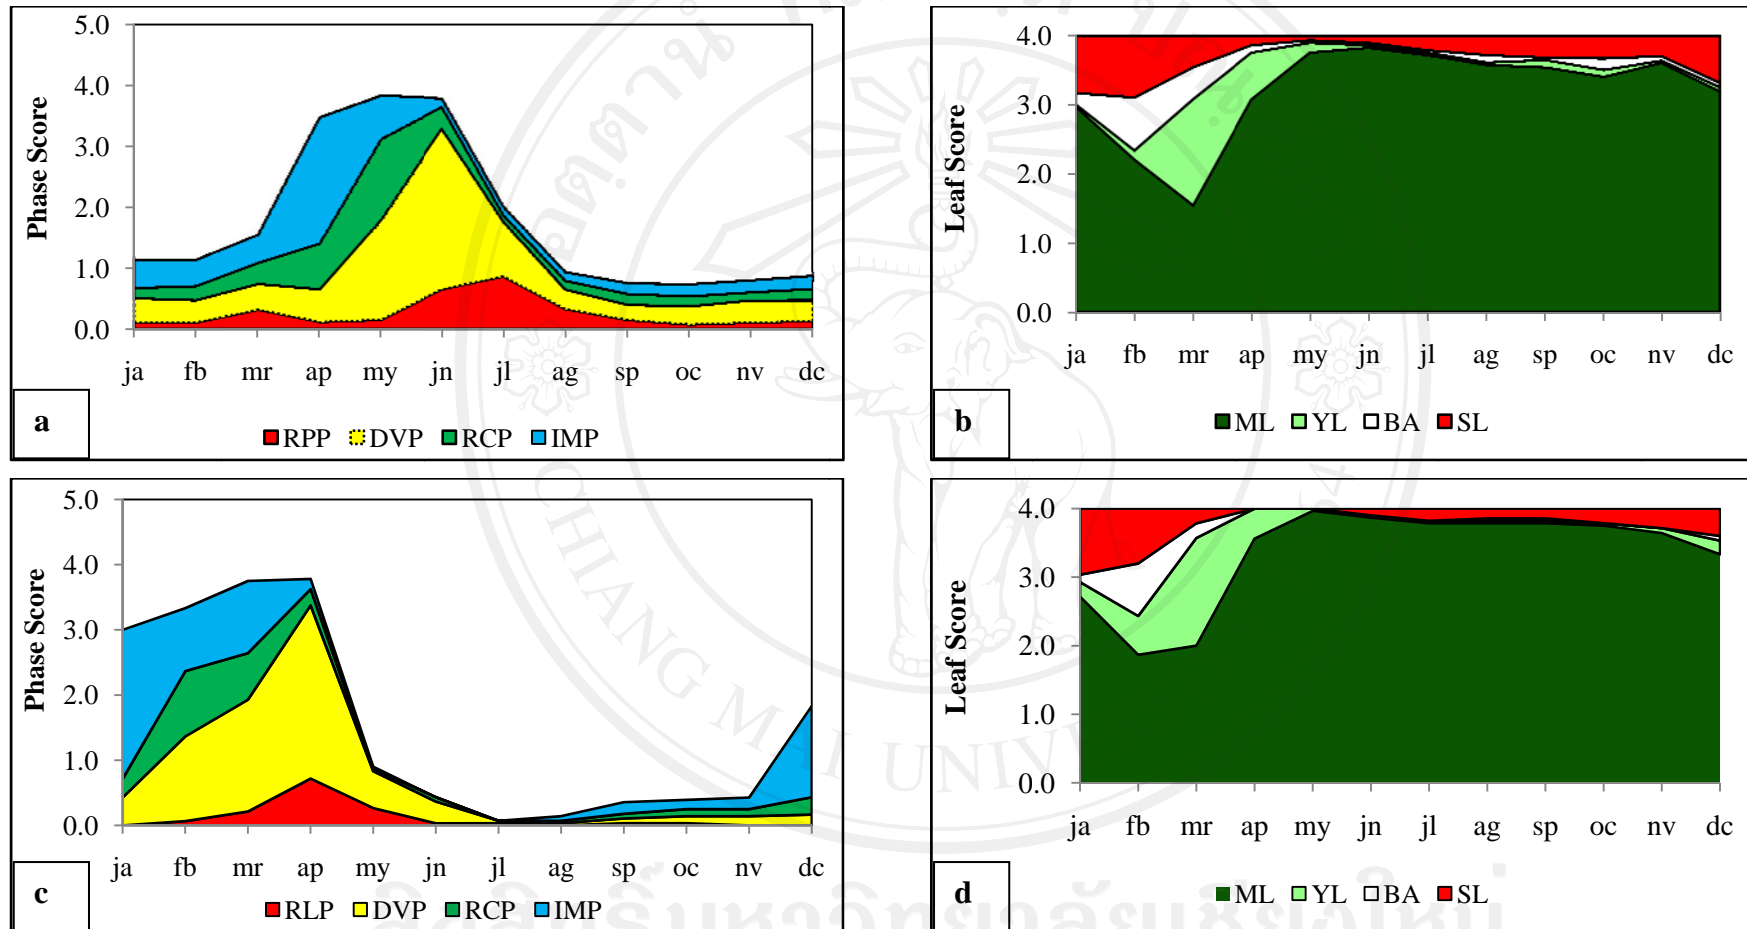 5.0
4.0
3.0
2.0
1.0
0.0
Phase Score
ja fb mr ap my jn jl ag sp oc nv dc
a
RPP DVP RCP IMP
4.0
3.0
2.0
1.0
0.0
Leaf Score
ja fb mr ap my jn jl ag sp oc nv dc
b
ML YL BA SL
5.0
4.0
3.0
2.0
1.0
0.0
Phase Score
ja fb mr ap my jn jl ag sp oc nv dc
c
RLP DVP RCP IMP
4.0
3.0
2.0
1.0
0.0
Leaf Score
ja fb mr ap my jn jl ag sp oc nv dc
d
ML YL BA SL
CHIANG MAI UNIVERSITY